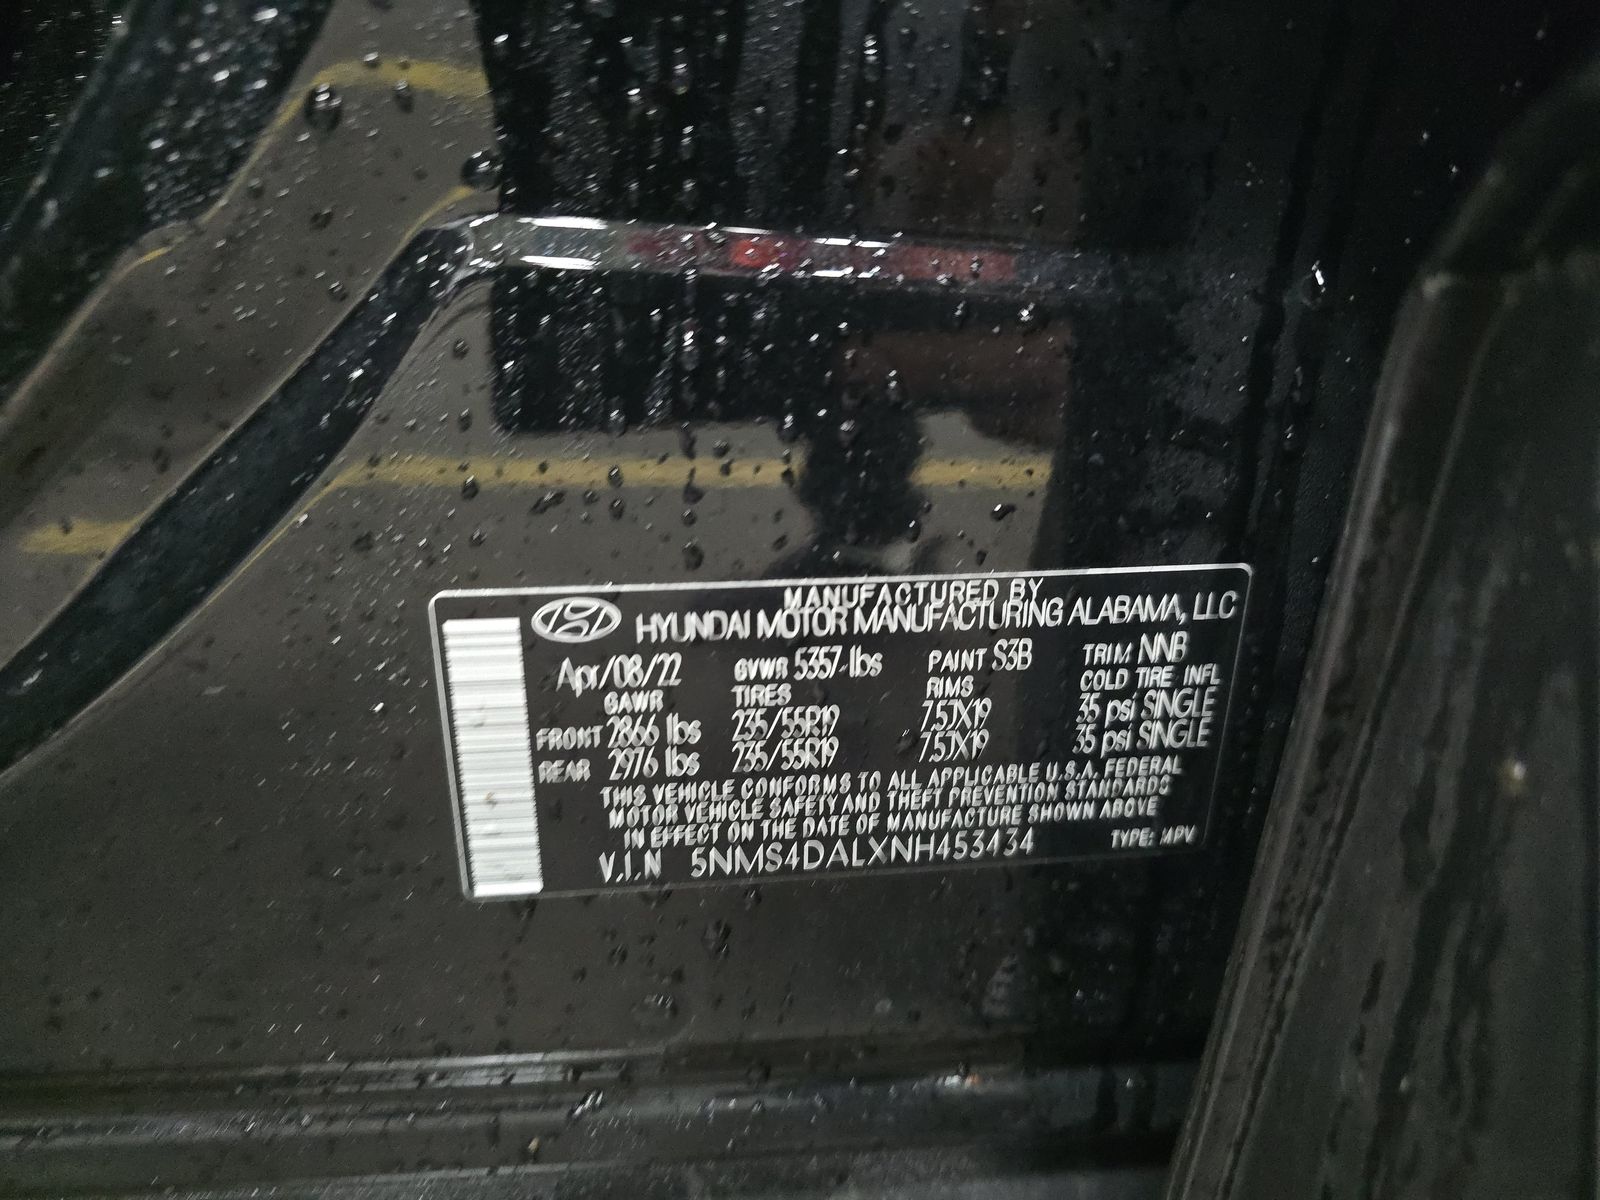 MANUFACTURED BY
HYUNDAI MOTOR MANUFACTURING ALABAMA, LLC
Apr/08/22 GVWR 5357 lbs PAINT S3B TRIM NNB
GAWR TIRES RIMS COLD TIRE INFL
FRONT 2866 lbs 235/55R19 7.5JX19 35 psi SINGLE
REAR 2976 lbs 235/55R19 7.5JX19 35 psi SINGLE
THIS VEHICLE CONFORMS TO ALL APPLICABLE U.S.A. FEDERAL
MOTOR VEHICLE SAFETY AND THEFT PREVENTION STANDARDS
IN EFFECT ON THE DATE OF MANUFACTURE SHOWN ABOVE
V.I.N 5NMS4DALXNH453434 TYPE: MPV